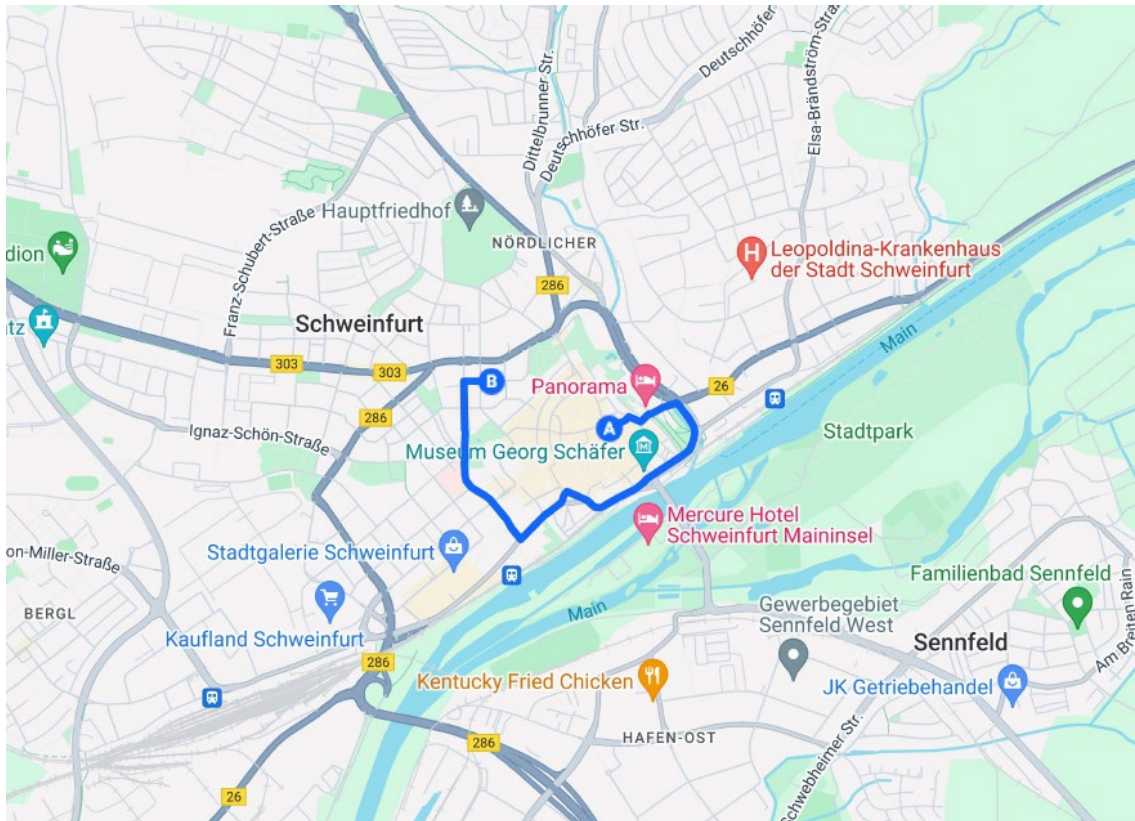 Deutschhöfer
Dittelbrunner Str.
Deutschhöfer Str.
Elsa-Brändström-Straße
Hauptfriedhof
Franz-Schubert-Straße
NÖRDLICHER
Leopoldina-Krankenhaus
der Stadt Schweinfurt
H
dion
286
Main
tz
Schweinfurt
303
303
Panorama
26
B
286
A
Ignaz-Schön-Straße
Stadtpark
Museum Georg Schäfer
M
Mercure Hotel
Schweinfurt Maininsel
Stadtgalerie Schweinfurt
on-Miller-Straße
Familienbad Sennfeld
Main
BERGL
Gewerbegebiet
Sennfeld West
Kaufland Schweinfurt
Sennfeld
Am Breiten Rain
286
Kentucky Fried Chicken
JK Getriebehandel
HAFEN-OST
286
Schwebheimer Str.
26